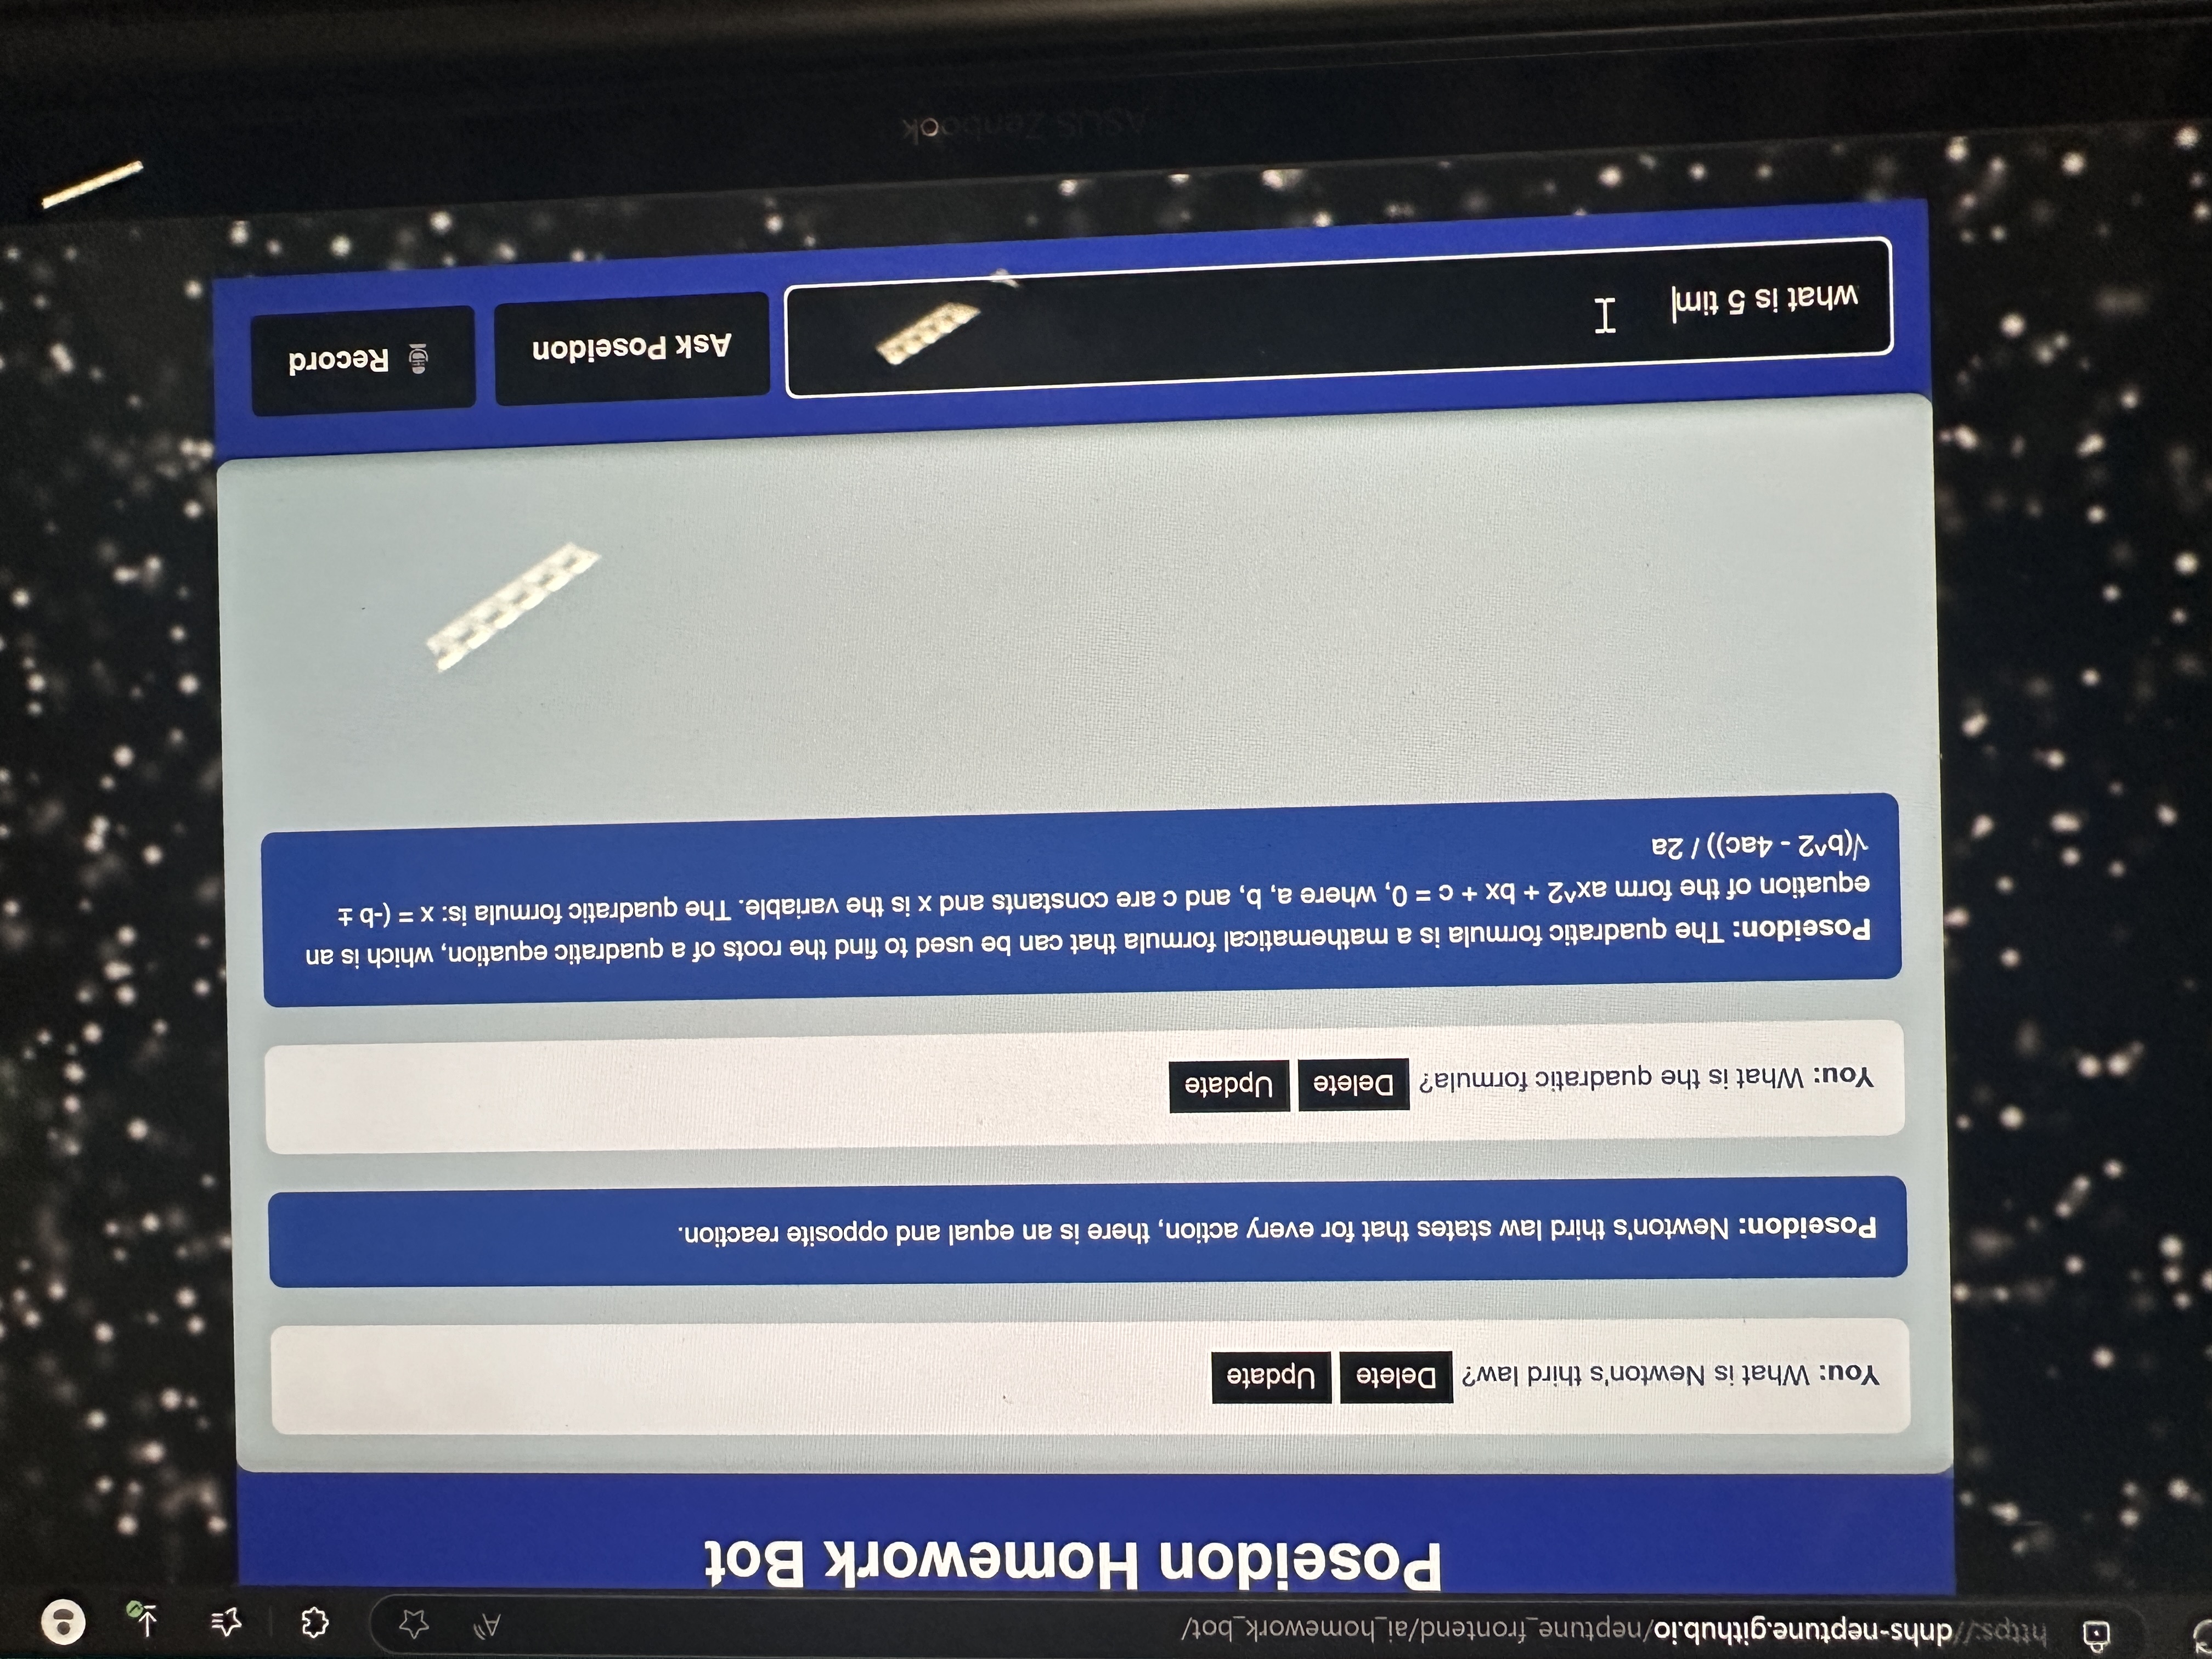 https://dnhs-neptune.github.io/neptune_frontend/ai_homework_bot/
Poseidon Homework Bot
You: What is Newton's third law? Delete Update
Poseidon: Newton's third law states that for every action, there is an equal and opposite reaction.
You: What is the quadratic formula? Delete Update
Poseidon: The quadratic formula is a mathematical formula that can be used to find the roots of a quadratic equation, which is an
equation of the form ax^2 + bx + c = 0, where a, b, and c are constants and x is the variable. The quadratic formula is: x = (-b ±
√(b^2 - 4ac)) / 2a
what is 5 tim
Ask Poseidon
Record
ASUS Zenbook